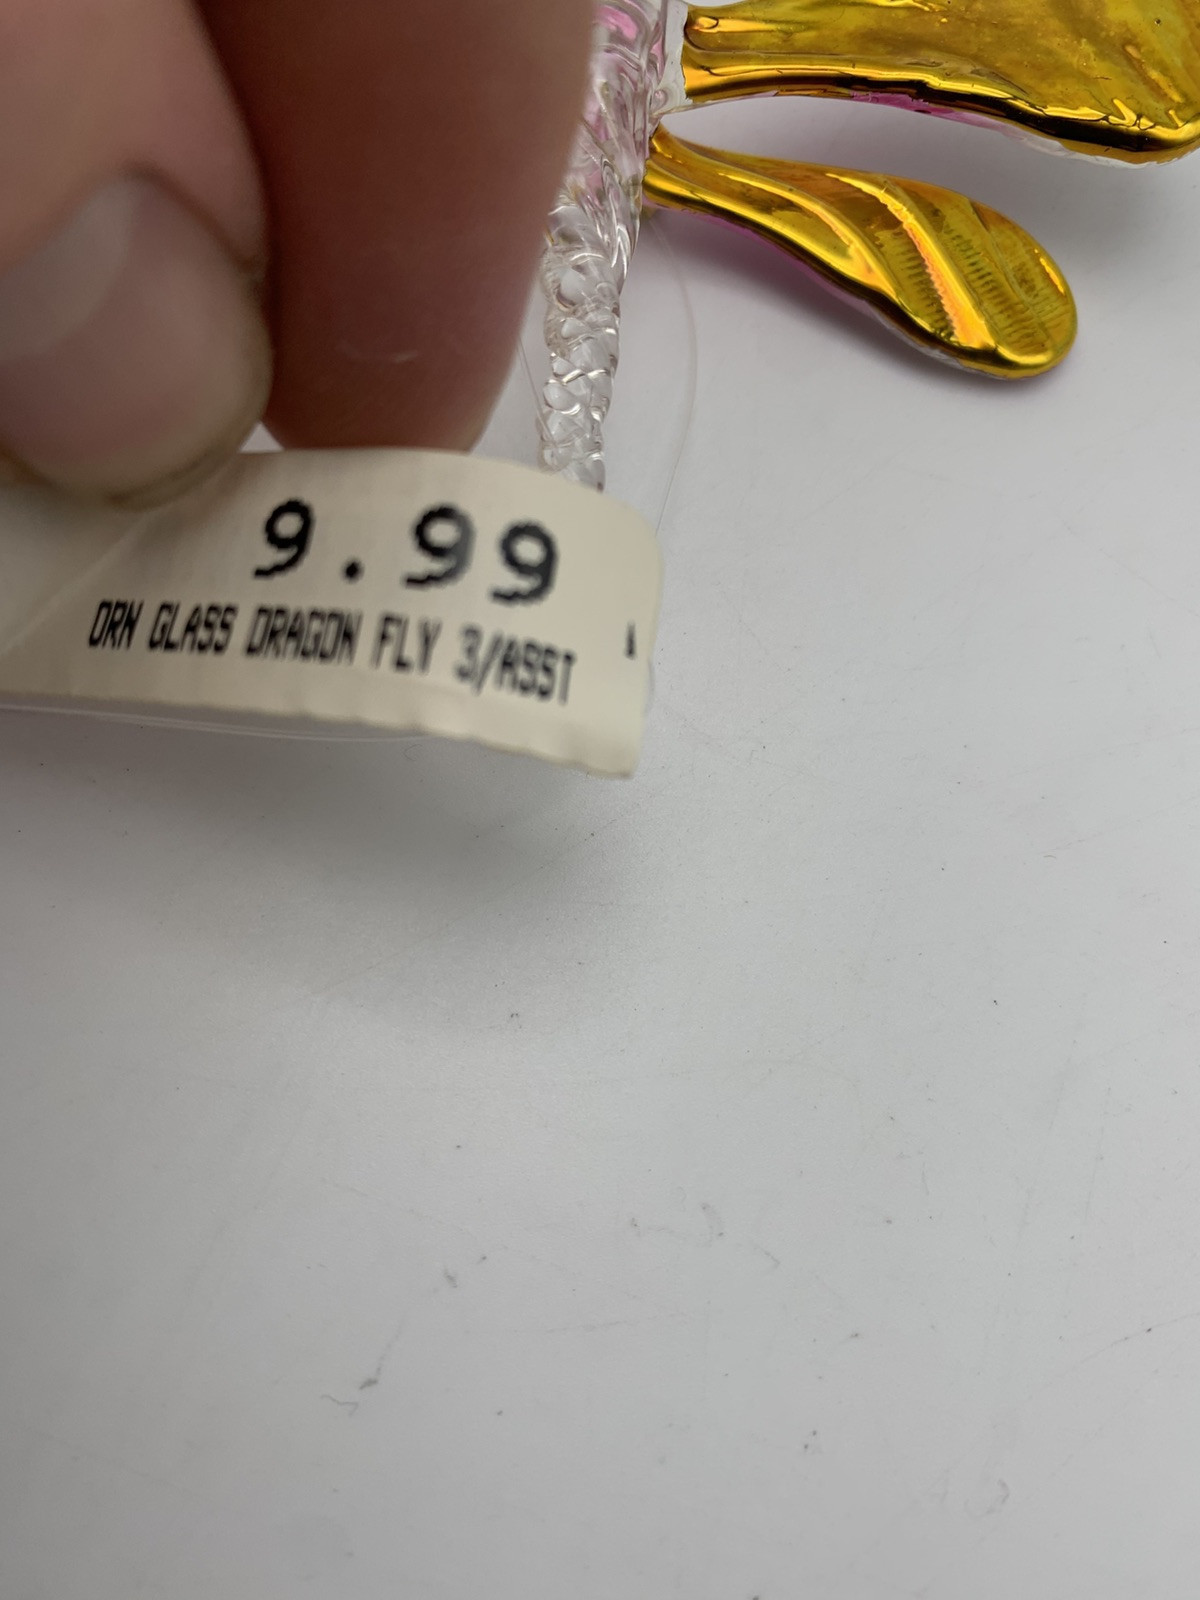 9.99
ORN GLASS DRAGON FLY 3/ASST